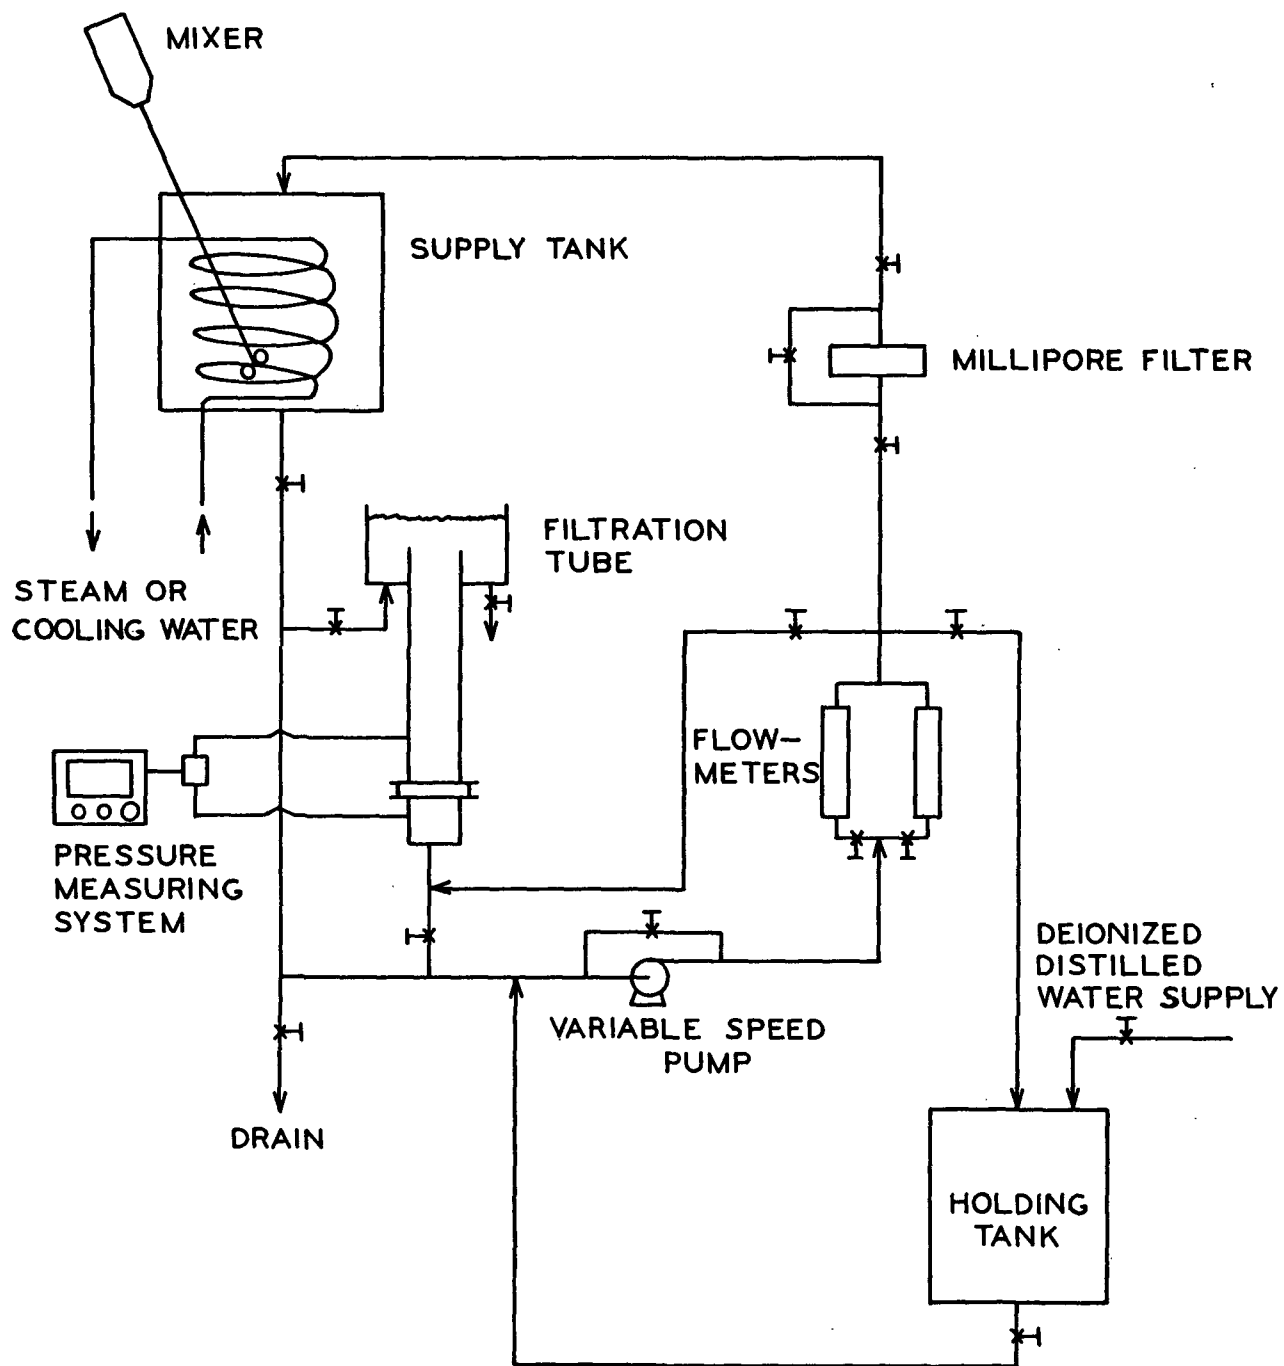 MIXER
SUPPLY TANK
MILLIPORE FILTER
FILTRATION
TUBE
STEAM OR
COOLING WATER
FLOW-
METERS
PRESSURE
MEASURING
SYSTEM
DEIONIZED
DISTILLED
WATER SUPPLY
VARIABLE SPEED
PUMP
DRAIN
HOLDING
TANK